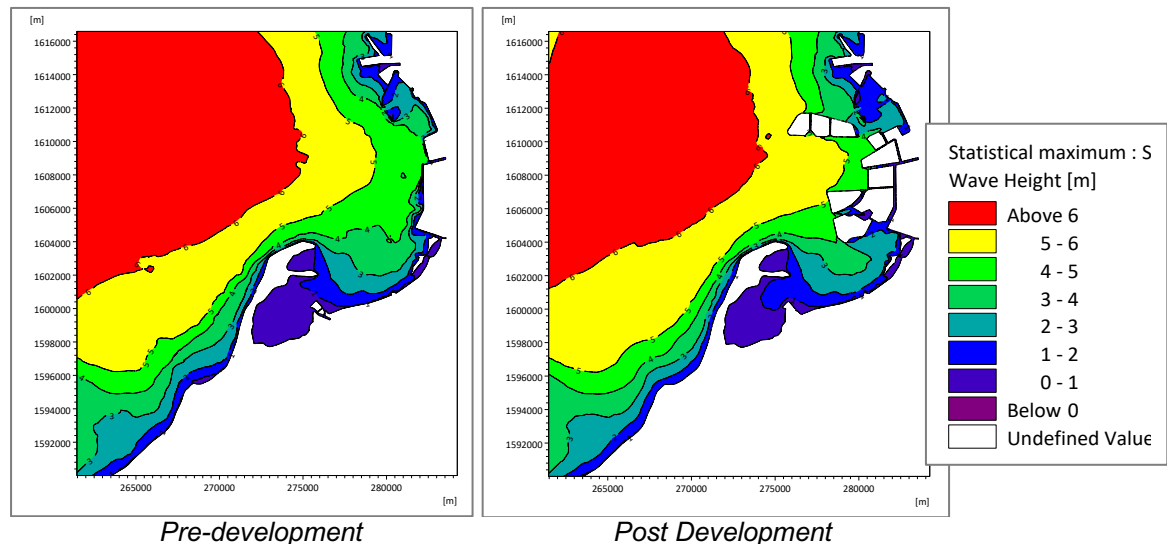 [m]
1616000
1614000
1612000
1610000
1608000
1606000
1604000
1602000
1600000
1598000
1596000
1594000
1592000
265000 270000 275000 280000
[m]
Pre-development
[m]
1616000
1614000
1612000
1610000
1608000
1606000
1604000
1602000
1600000
1598000
1596000
1594000
1592000
265000 270000 275000 280000
[m]
Post Development
Statistical maximum : S
Wave Height [m]
Above 6
5 - 6
4 - 5
3 - 4
2 - 3
1 - 2
0 - 1
Below 0
Undefined Value